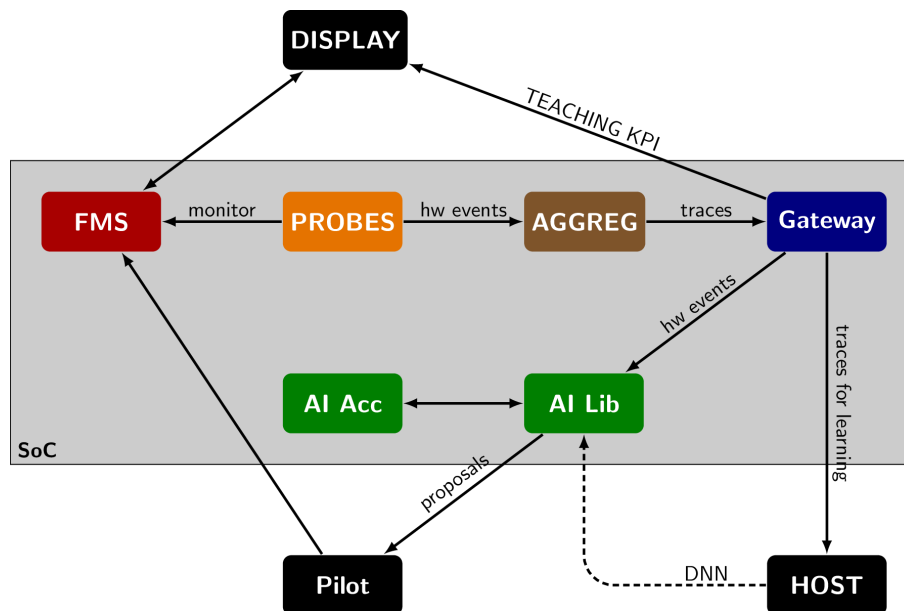 DISPLAY
TEACHING KPI
FMS
monitor
PROBES
hw events
AGGREG
traces
Gateway
hw events
traces for learning
AI Acc
AI Lib
SoC
proposals
Pilot
DNN
HOST